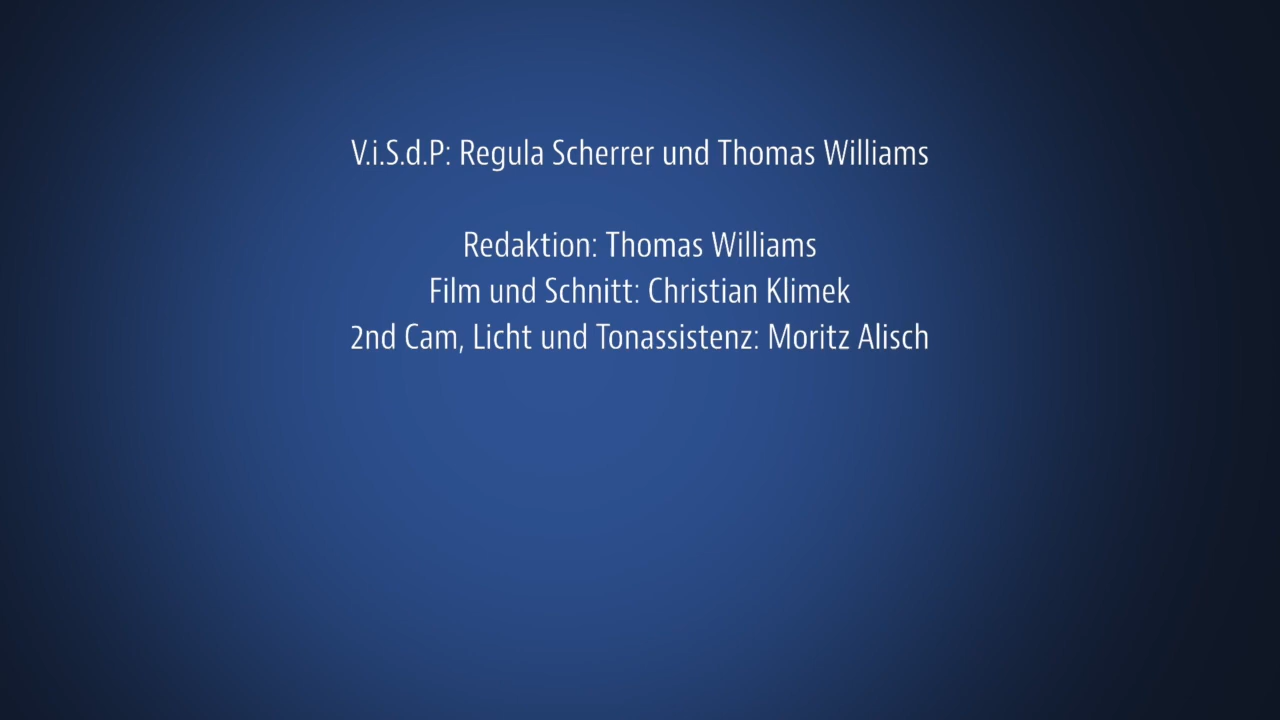 V.i.S.d.P: Regula Scherrer und Thomas Williams
Redaktion: Thomas Williams
Film und Schnitt: Christian Klimek
2nd Cam, Licht und Tonassistenz: Moritz Alisch